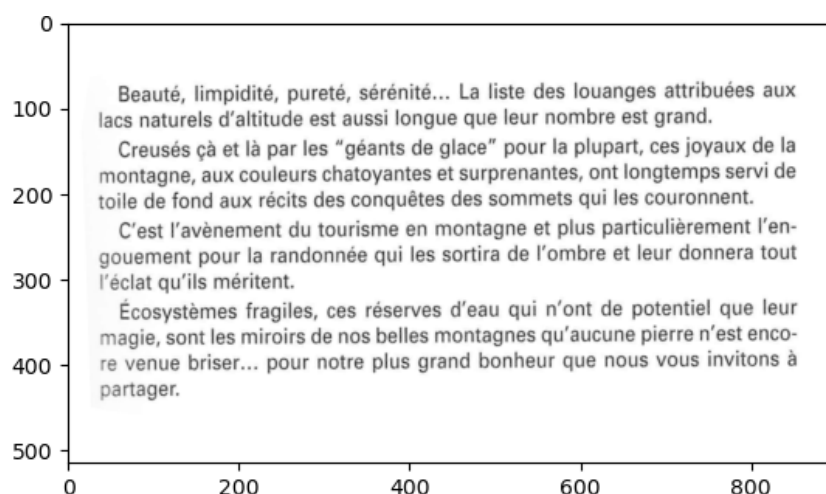 0
100
200
300
400
500
Beauté, limpidité, pureté, sérénité... La liste des louanges attribuées aux
lacs naturels d'altitude est aussi longue que leur nombre est grand.
Creusés çà et là par les "géants de glace" pour la plupart, ces joyaux de la
montagne, aux couleurs chatoyantes et surprenantes, ont longtemps servi de
toile de fond aux récits des conquêtes des sommets qui les couronnent.
C'est l'avènement du tourisme en montagne et plus particulièrement l'en-
gouement pour la randonnée qui les sortira de l'ombre et leur donnera tout
l'éclat qu'ils méritent.
Écosystèmes fragiles, ces réserves d'eau qui n'ont de potentiel que leur
magie, sont les miroirs de nos belles montagnes qu'aucune pierre n'est enco-
re venue briser... pour notre plus grand bonheur que nous vous invitons à
partager.
0 200 400 600 800